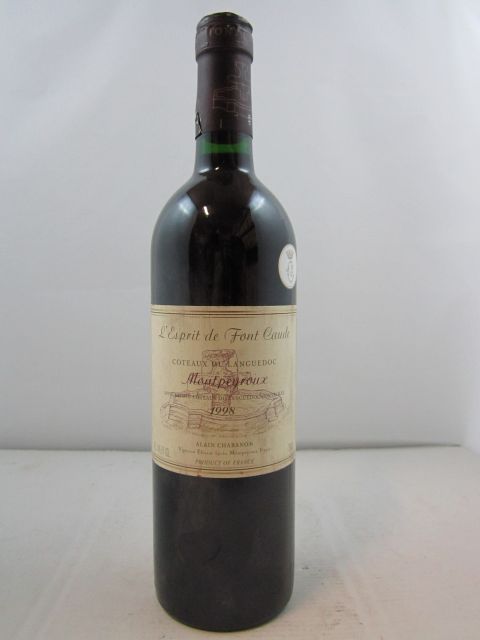 L'Esprit de Font Caude
COTEAUX DU LANGUEDOC
Montpeyroux
1998
ALAIN CHABANON
PRODUCT OF FRANCE